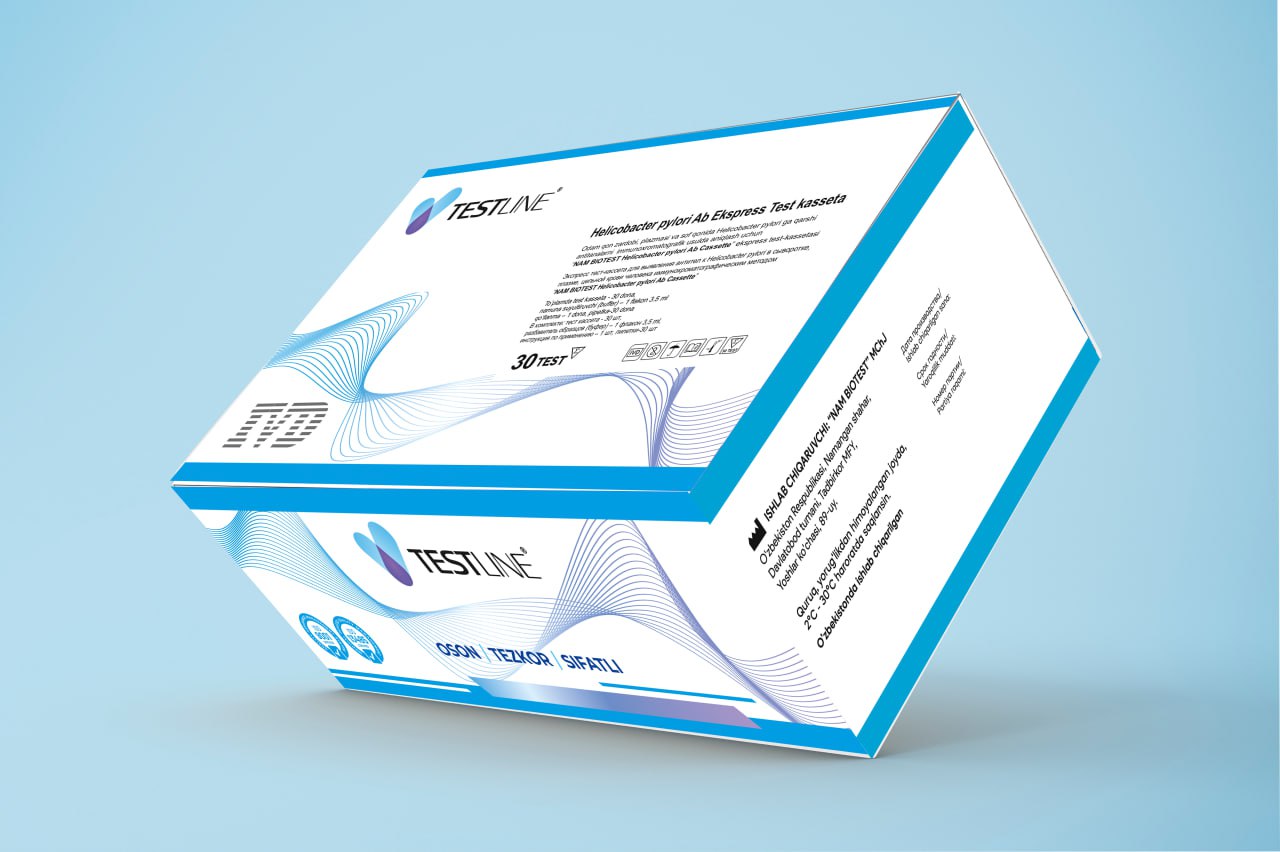 TESTLINE®
Helicobacter pylori Ab Ekspress Test kasseta
Odam qon zardobi, plazmasi va sof qonida Helicobacter pylori ga qarshi
antitanalarni immunoxromatografik usulda aniqlash uchun
"NAM BIOTEST Helicobacter pylori Ab Cassette" ekspress test-kassetasi
Экспресс тест-кассета для выявления антител к Helicobacter pylori в сыворотке,
плазме, цельной крови человека иммунохроматографическим методом
"NAM BIOTEST Helicobacter pylori Ab Cassette"
To'plamda test kasseta - 30 dona,
namuna suyultiruvchi (buffer) – 1 flakon 3.5 ml
qo'llanma – 1 dona, pipetka-30 dona
В комплекте: тест кассета - 30 шт,
разбавитель образцов (буфер) – 1 флакон 3,5 ml,
инструкция по применению – 1 шт, пипетки-30 шт
30 TEST
IVD
IVD
TESTLINE®
ISO
9001
ISO
13485
OSON | TEZKOR | SIFATLI
ISHLAB CHIQARUVCHI: "NAM BIOTEST" MChJ
O'zbekiston Respublikasi, Namangan shahar,
Davlatobod tumani, Tadbirkor MFY,
Yoshlar ko'chasi, 89-uy.
Quruq, yorug'likdan himoyalangan joyda,
2°C - 30°C haroratda saqlansin.
O'zbekistonda ishlab chiqarilgan
Дата производства/
Ishlab chiqarilgan sana:
Срок годности/
Yaroqlilik muddati:
Номер партии/
Partiya raqami: